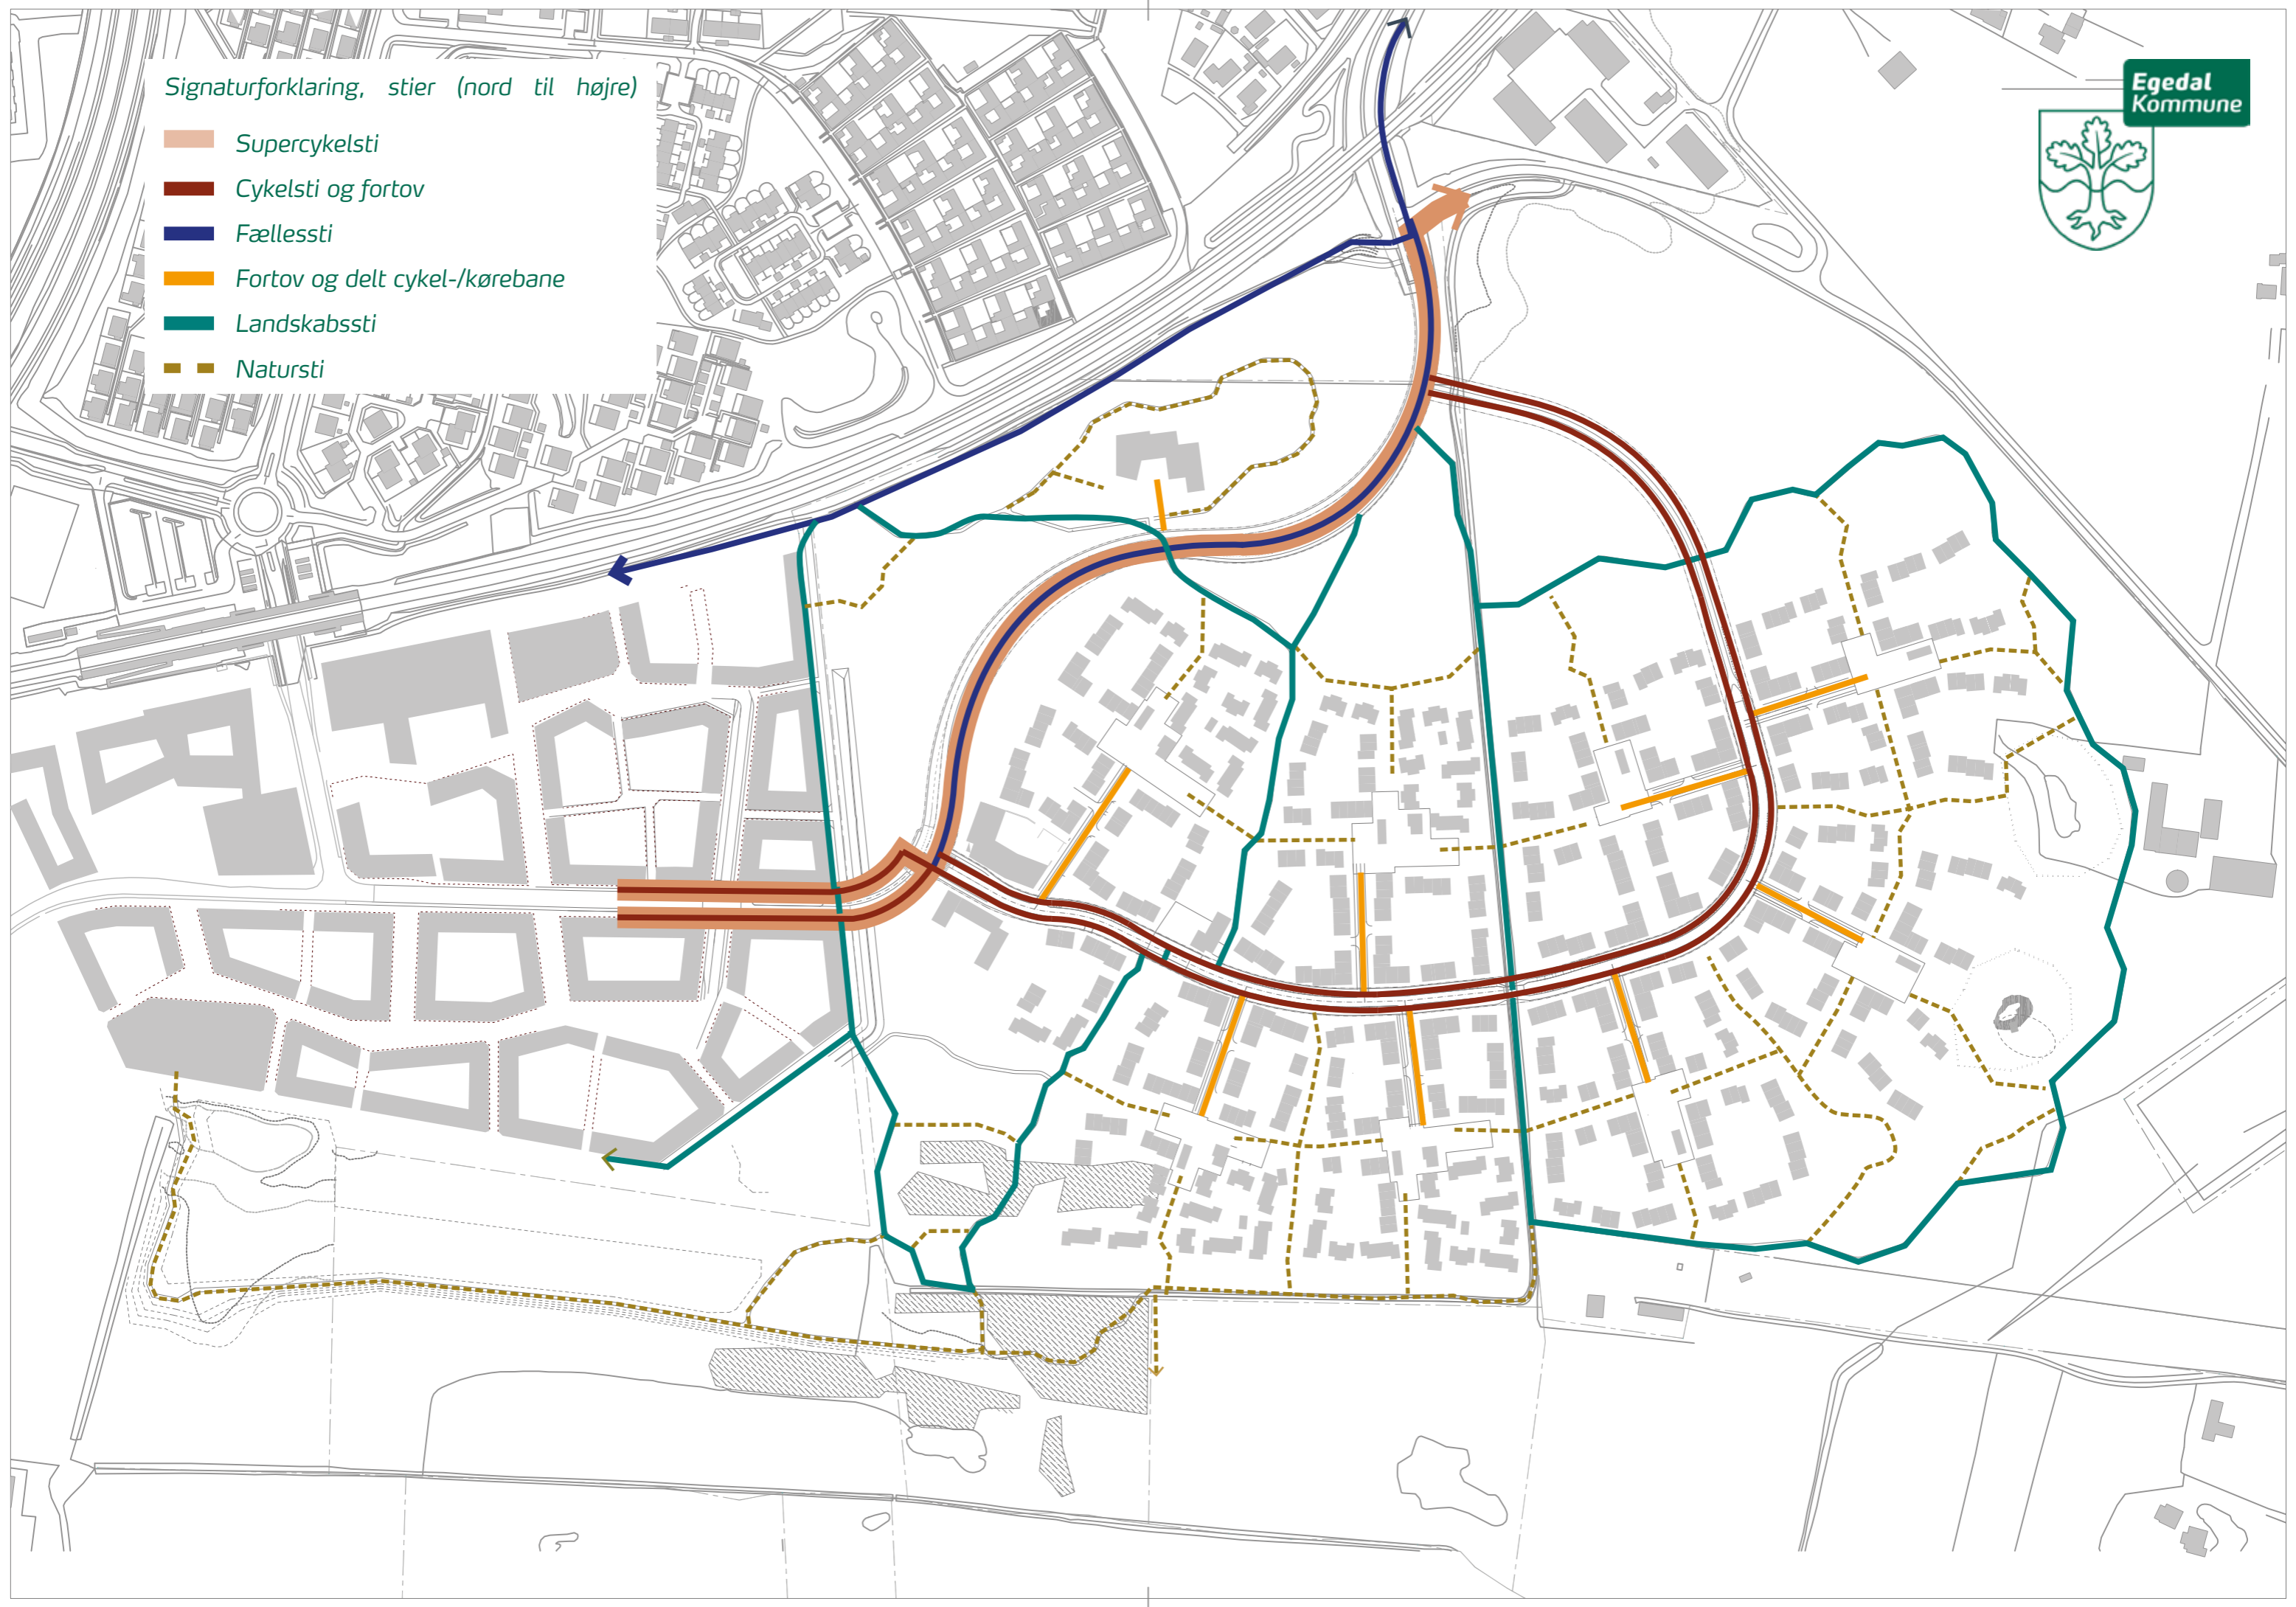 Signaturforklaring, stier (nord til højre)
Supercykelsti
Cykelsti og fortov
Fællessti
Fortov og delt cykel-/kørebane
Landskabssti
Natursti
Egedal
Kommune